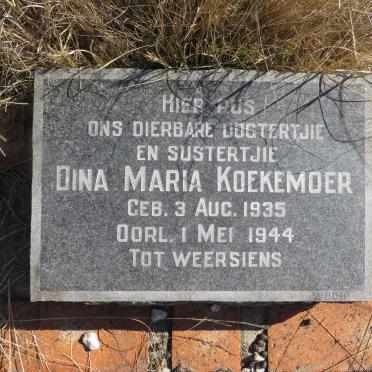 HIER RUS
ONS DIERBARE DOGTERTJIE
EN SUSTERTJIE
DINA MARIA KOEKEMOER
GEB. 3 AUG. 1935
OORL. 1 MEI 1944
TOT WEERSIENS